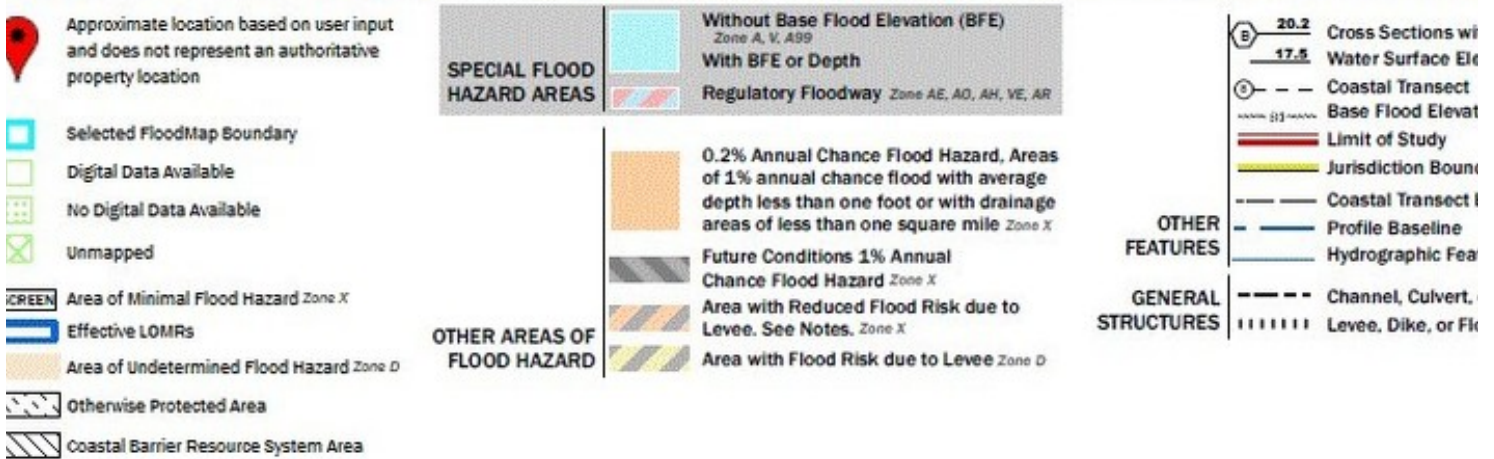 Approximate location based on user input
and does not represent an authoritative
property location
Selected FloodMap Boundary
Digital Data Available
No Digital Data Available
Unmapped
SCREEN Area of Minimal Flood Hazard Zone X
Effective LOMRs
Area of Undetermined Flood Hazard Zone D
Otherwise Protected Area
Coastal Barrier Resource System Area
SPECIAL FLOOD
HAZARD AREAS
Without Base Flood Elevation (BFE)
Zone A, V, A99
With BFE or Depth
Regulatory Floodway Zone AE, AO, AH, VE, AR
OTHER AREAS OF
FLOOD HAZARD
0.2% Annual Chance Flood Hazard, Areas
of 1% annual chance flood with average
depth less than one foot or with drainage
areas of less than one square mile Zone X
Future Conditions 1% Annual
Chance Flood Hazard Zone X
Area with Reduced Flood Risk due to
Levee. See Notes. Zone X
Area with Flood Risk due to Levee Zone D
OTHER
FEATURES
B 20.2 Cross Sections wi
17.5 Water Surface Ele
8 Coastal Transect
Base Flood Elevat
Limit of Study
Jurisdiction Bound
Coastal Transect
Profile Baseline
Hydrographic Fea
GENERAL
STRUCTURES
Channel, Culvert,
Levee, Dike, or Flo